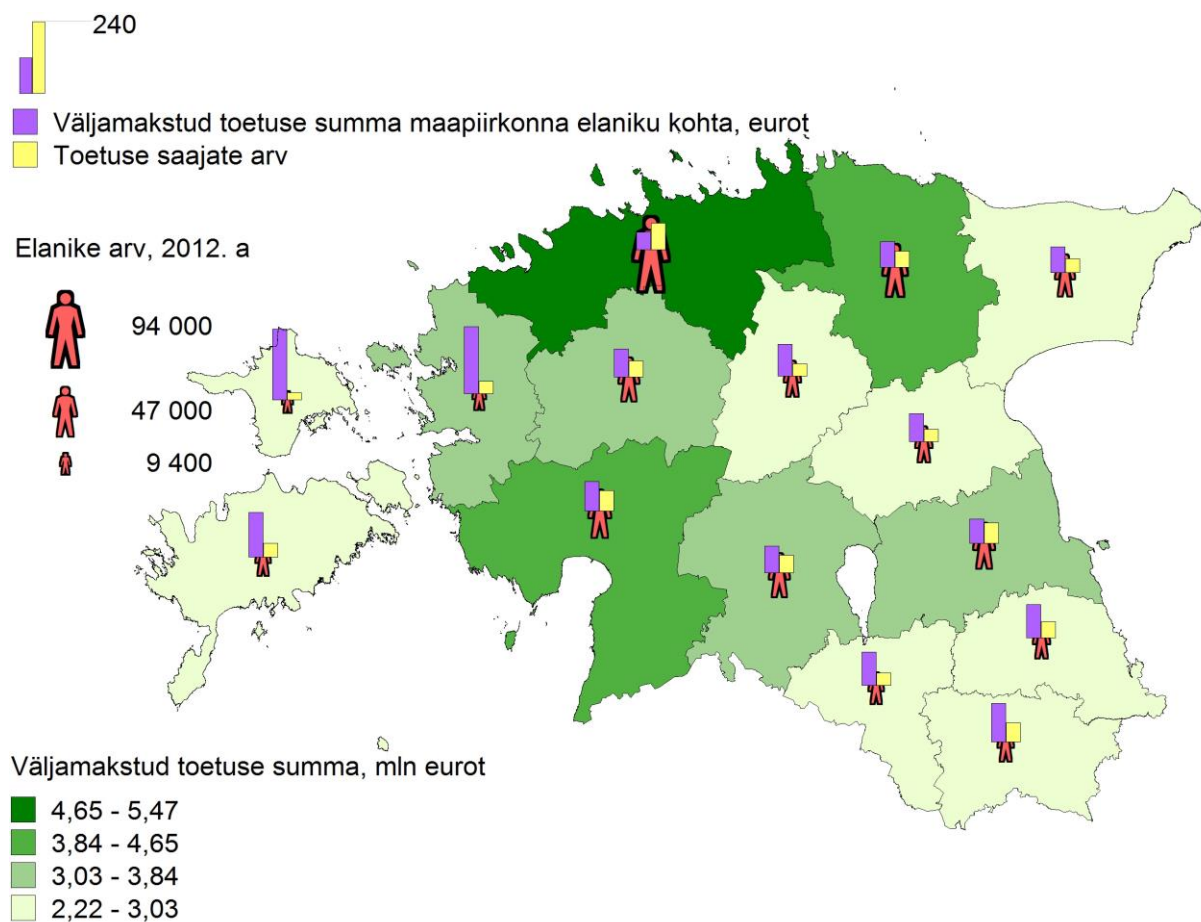 240
Väljamakstud toetuse summa maapiirkonna elaniku kohta, eurot
Toetuse saajate arv
Elanike arv, 2012. a
94 000
47 000
9 400
Väljamakstud toetuse summa, mln eurot
4,65 - 5,47
3,84 - 4,65
3,03 - 3,84
2,22 - 3,03